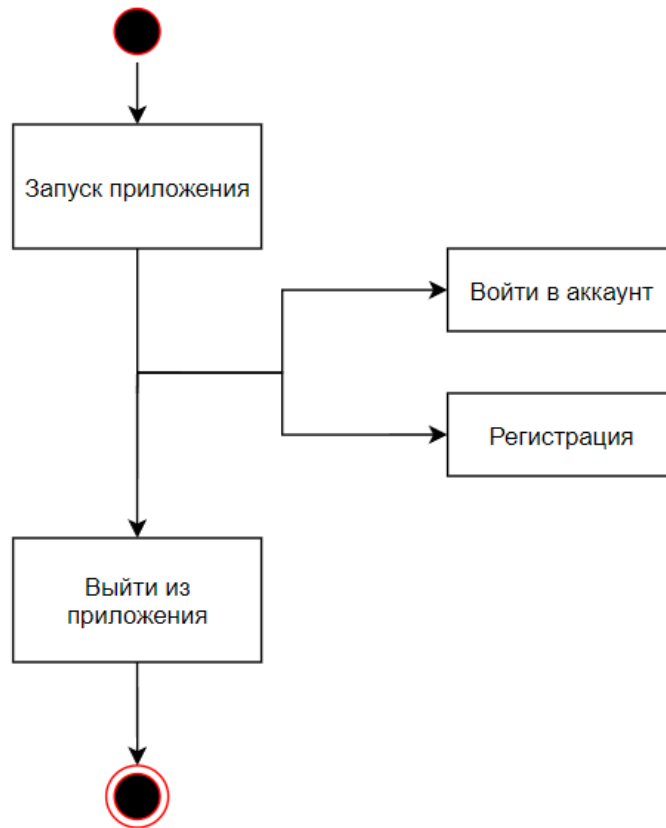 Запуск приложения
Войти в аккаунт
Регистрация
Выйти из
приложения